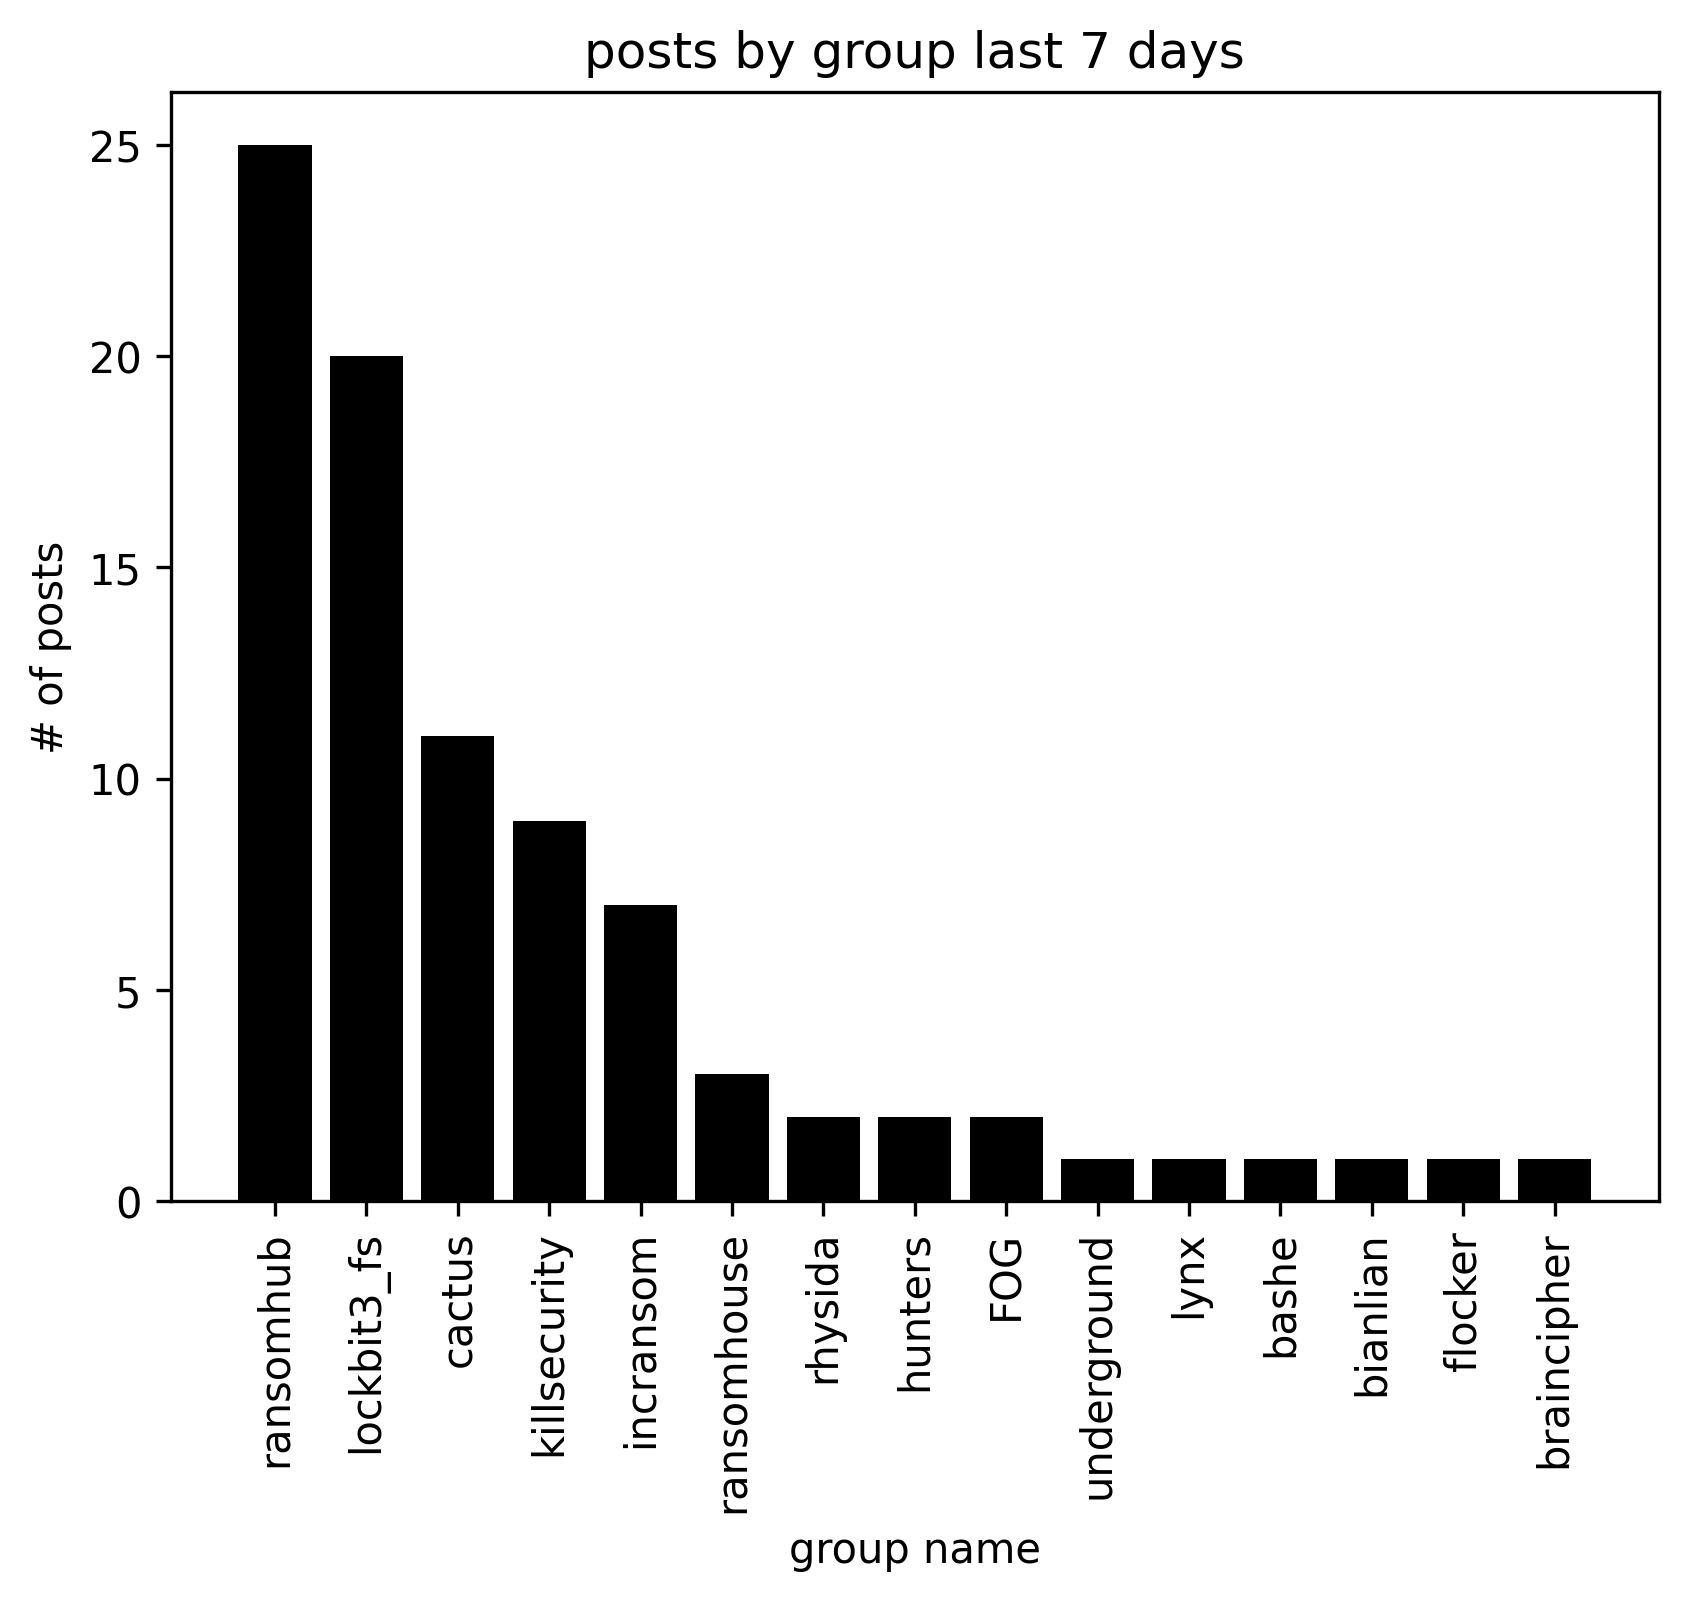 posts by group last 7 days
25
20
15
10
5
0
# of posts
ransomhub
lockbit3_fs
cactus
killsecurity
incransom
ransomhouse
rhysida
hunters
FOG
underground
lynx
bashe
bianlian
flocker
braincipher
group name